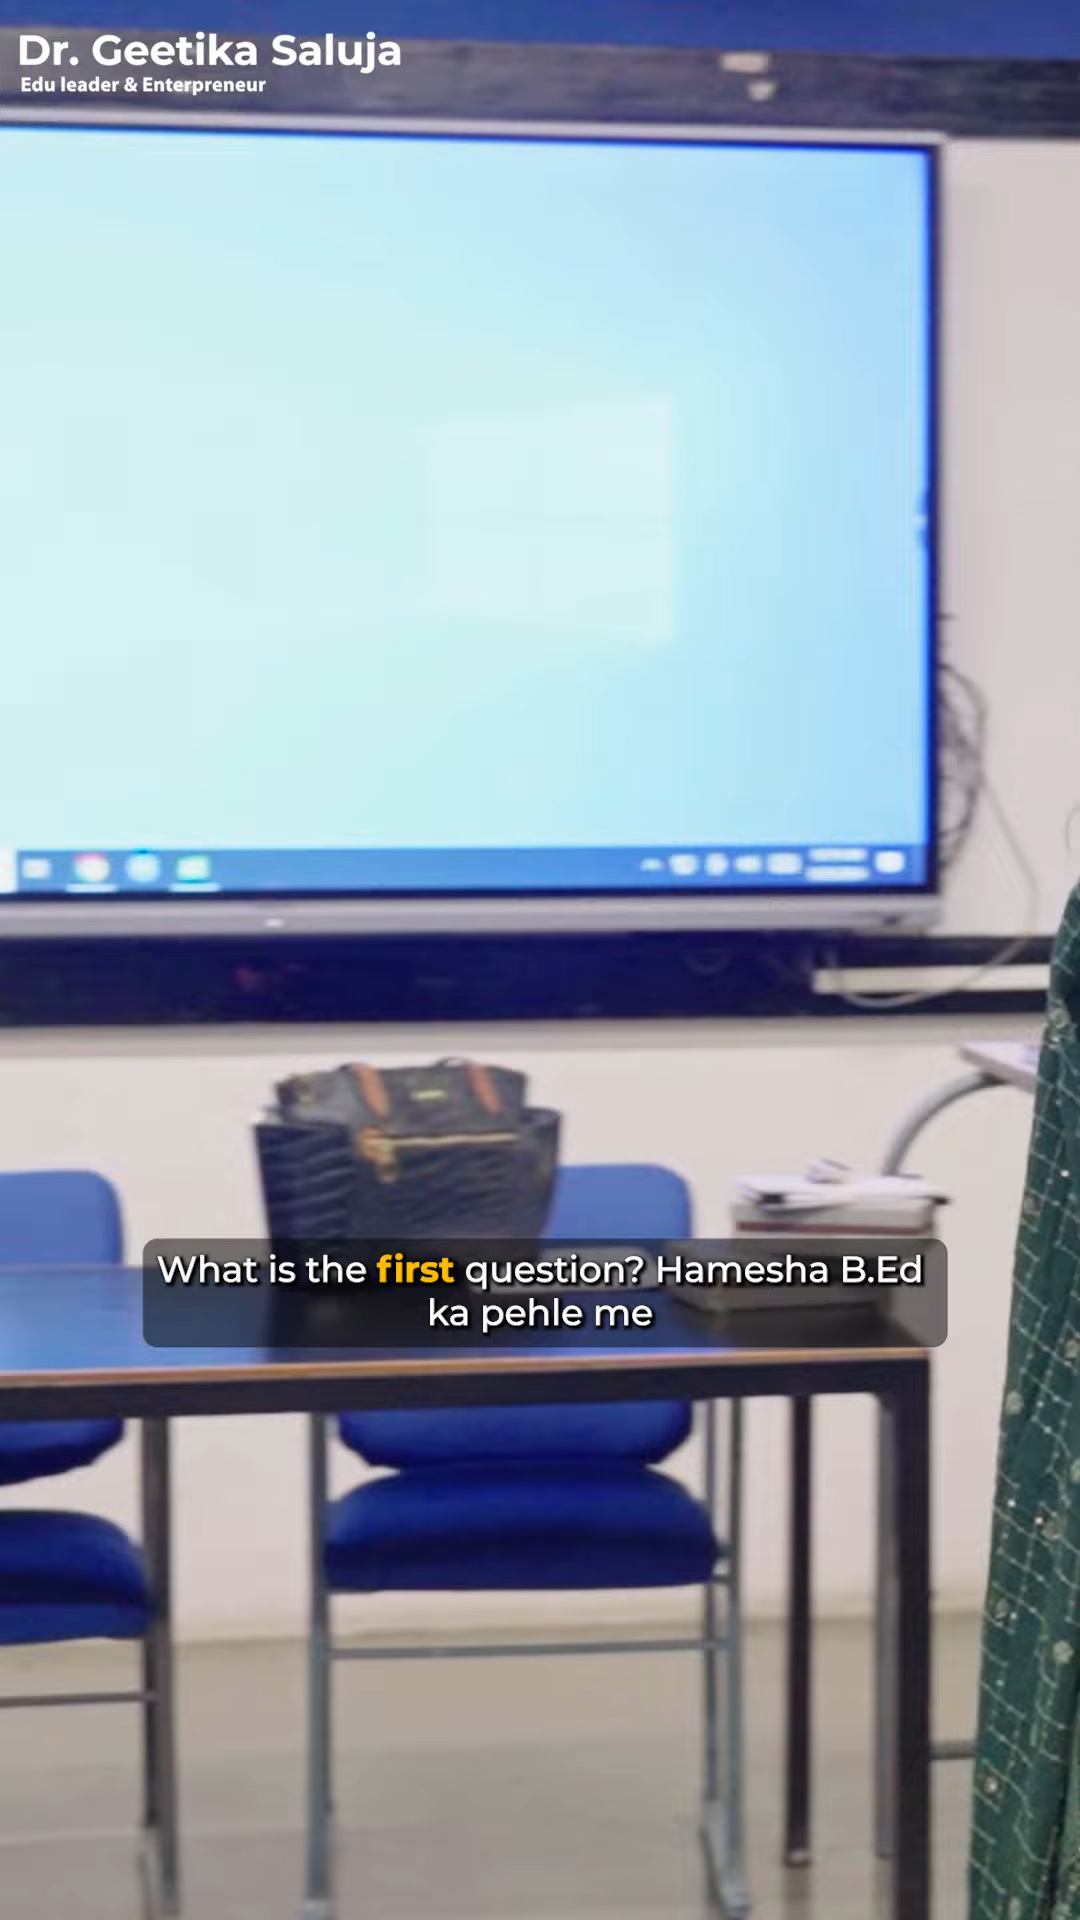 Dr. Geetika Saluja
Edu leader & Enterpreneur
What is the first question? Hamesha B.Ed
ka pehle me